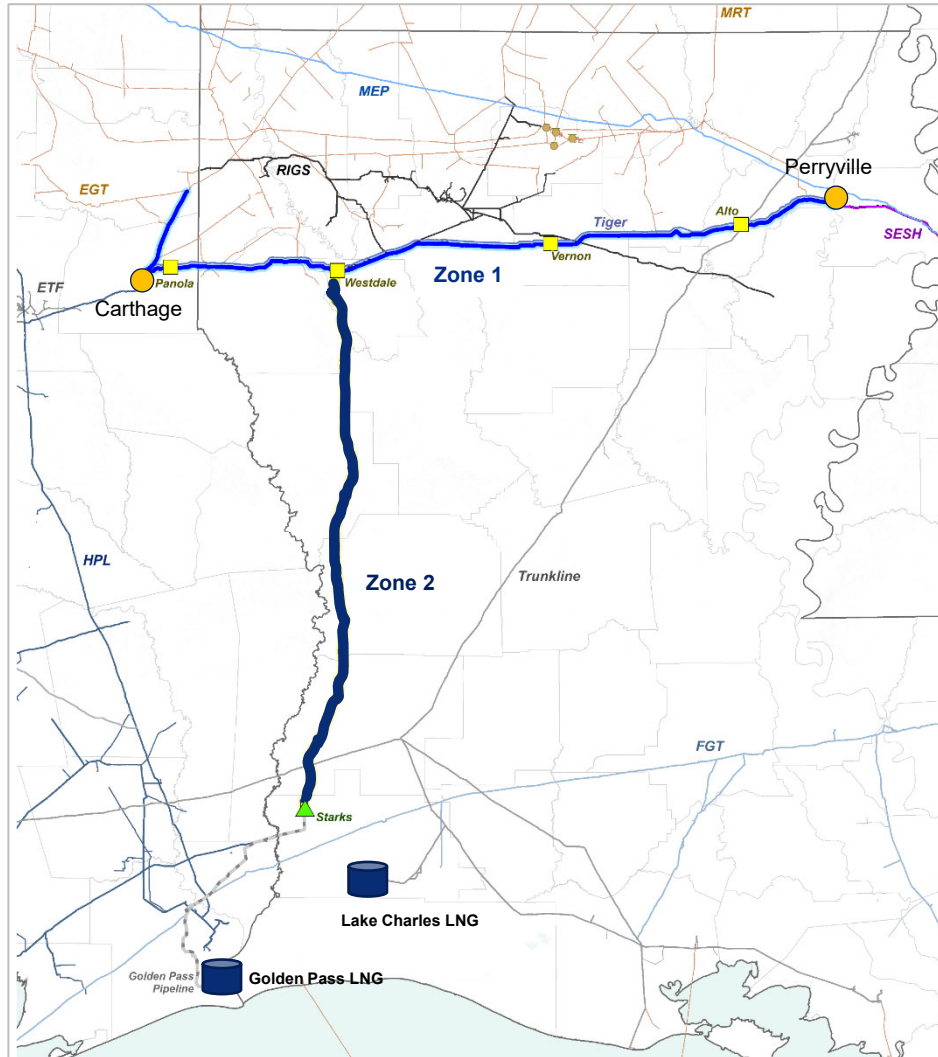 MRT
MEP
Perryville
RIGS
EGT
Alto
Tiger
SESH
Vernon
Zone 1
Panola
Westdale
ETF
Carthage
HPL
Trunkline
Zone 2
FGT
Starks
Lake Charles LNG
Golden Pass
Pipeline
Golden Pass LNG